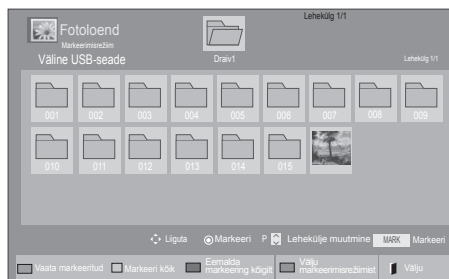 Lehekülg 1/1
Fotoloend
Markeerimisrežiim
Väline USB-seade
Draiv1
Lehekülg 1/1
001 002 003 004 005 006 007 008 009
010 011 012 013 014 015
Liiguta Markeeri P Lehekülje muutmine MARK Markeeri
Vaata markeeritud Markeeri kõik Eemalda markeering kõigilt Välju markeerimisrežiimist Välju